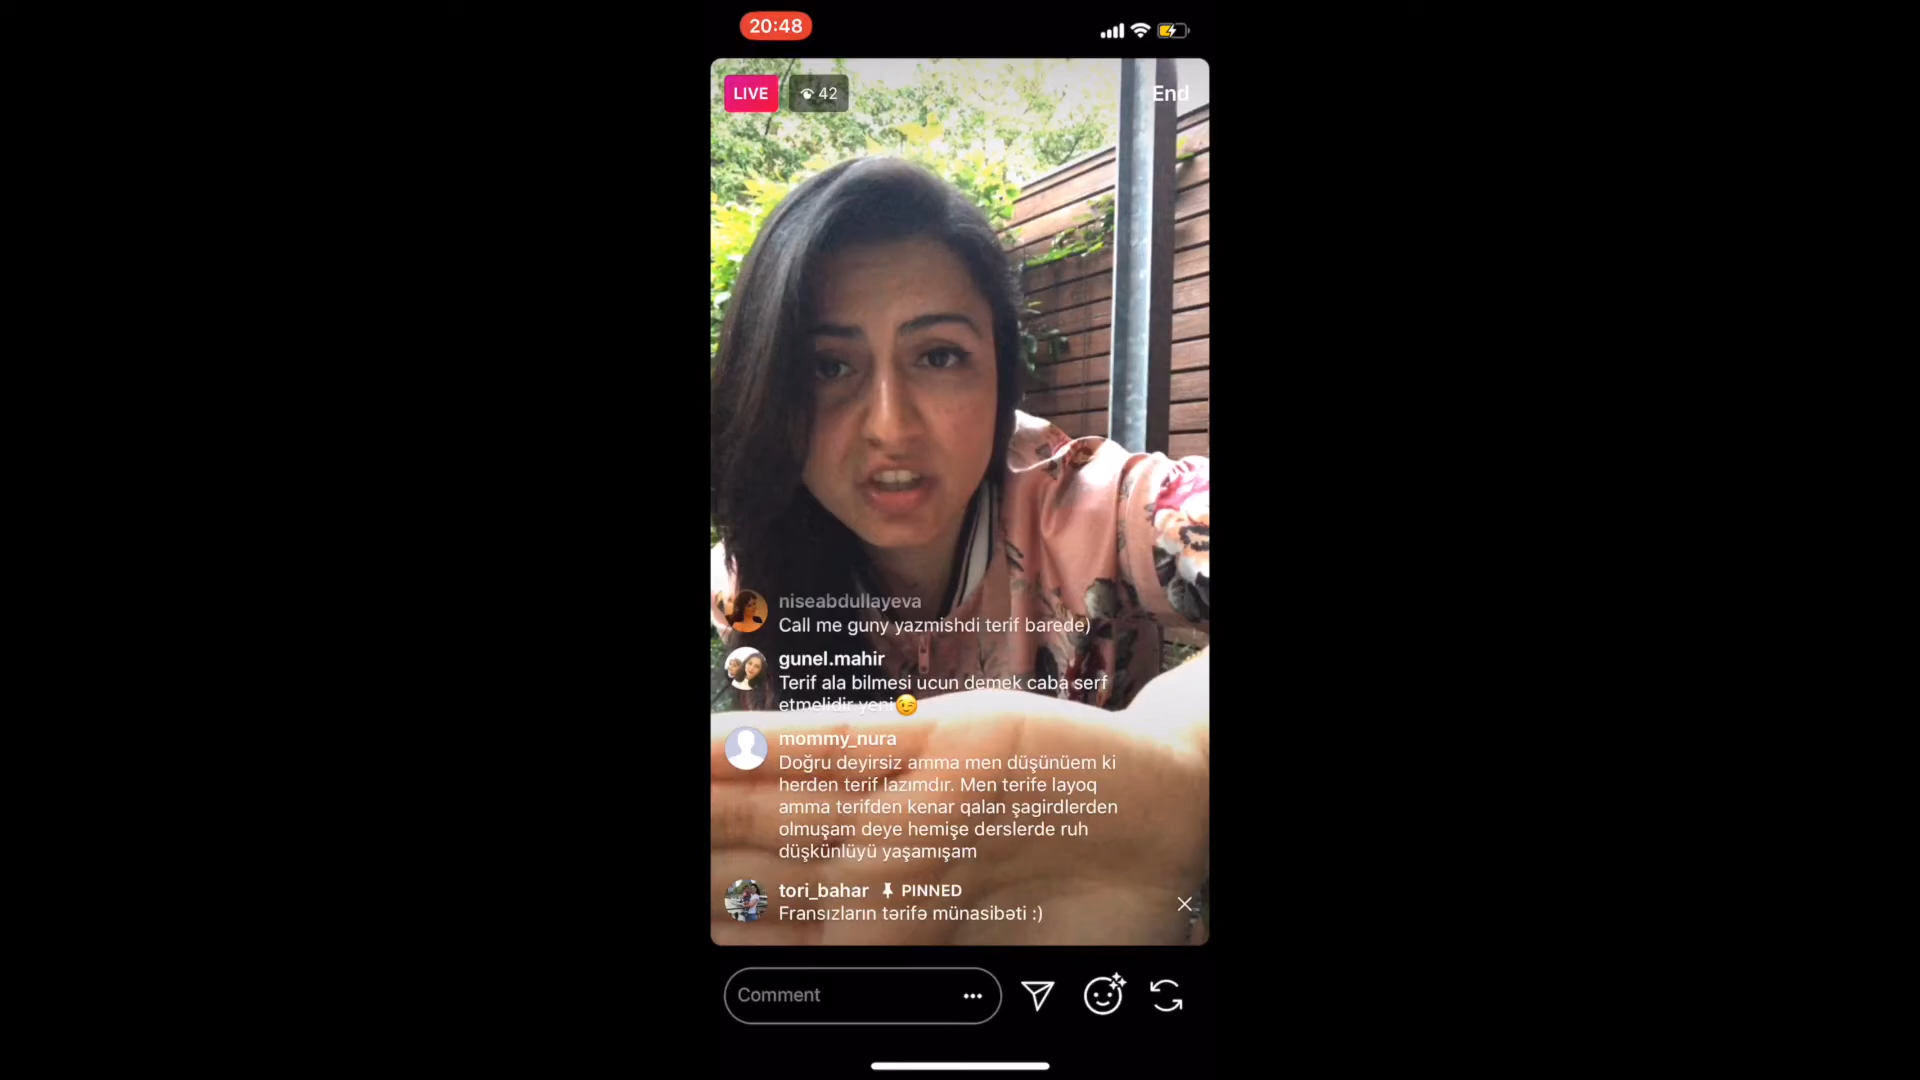 20:48
LIVE
42
End
niseabdullayeva
Call me guny yazmishdi terif barede)
gunel.mahir
Terif ala bilmesi ucun demek caba serf
etmelidir yeni😉
mommy_nura
Doğru deyirsiz amma men düşünüem ki
herden terif lazımdır. Men terife layoq
amma terifden kenar qalan şagirdlerden
olmuşam deye hemişe derslerde ruh
düşkünlüyü yaşamışam
tori_bahar PINNED
Fransızların tərifə münasibəti :)
Comment